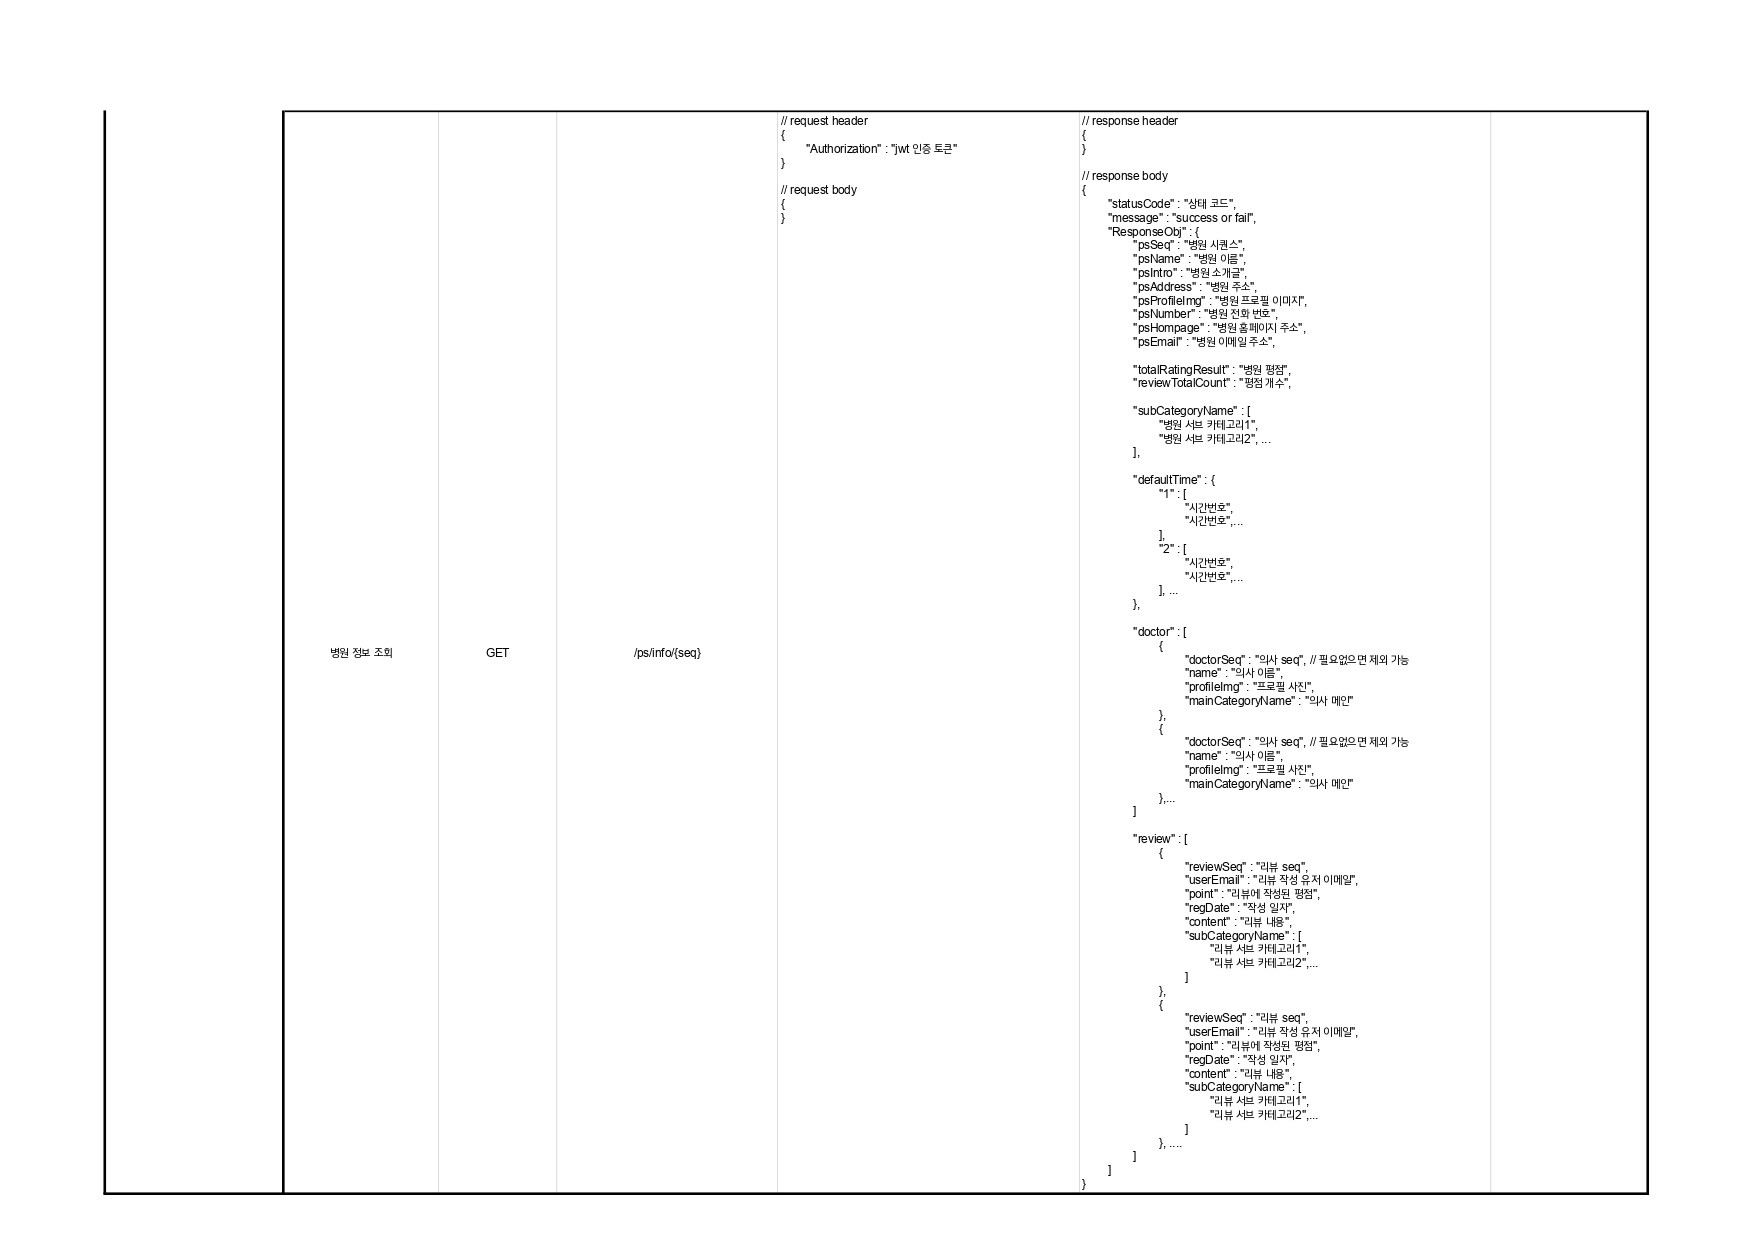 병원 정보 조회
GET
/ps/info/{seq}
// request header
{
"Authorization" : "jwt 인증 토큰"
}
// request body
{
}
// response header
{
}
// response body
{
"statusCode" : "상태 코드",
"message" : "success or fail",
"ResponseObj" : {
"psSeq" : "병원 시퀀스",
"psName" : "병원 이름",
"psIntro" : "병원 소개글",
"psAddress" : "병원 주소",
"psProfileImg" : "병원 프로필 이미지",
"psNumber" : "병원 전화 번호",
"psHompage" : "병원 홈페이지 주소",
"psEmail" : "병원 이메일 주소",
"totalRatingResult" : "병원 평점",
"reviewTotalCount" : "평점 개수",
"subCategoryName" : [
"병원 서브 카테고리1",
"병원 서브 카테고리2", ...
],
"defaultTime" : {
"1" : [
"시간번호",
"시간번호",...
],
"2" : [
"시간번호",
"시간번호",...
], ...
},
"doctor" : [
{
"doctorSeq" : "의사 seq", // 필요없으면 제외 가능
"name" : "의사 이름",
"profileImg" : "프로필 사진",
"mainCategoryName" : "의사 메인"
},
{
"doctorSeq" : "의사 seq", // 필요없으면 제외 가능
"name" : "의사 이름",
"profileImg" : "프로필 사진",
"mainCategoryName" : "의사 메인"
},...
]
"review" : [
{
"reviewSeq" : "리뷰 seq",
"userEmail" : "리뷰 작성 유저 이메일",
"point" : "리뷰에 작성된 평점",
"regDate" : "작성 일자",
"content" : "리뷰 내용",
"subCategoryName" : [
"리뷰 서브 카테고리1",
"리뷰 서브 카테고리2",...
]
},
{
"reviewSeq" : "리뷰 seq",
"userEmail" : "리뷰 작성 유저 이메일",
"point" : "리뷰에 작성된 평점",
"regDate" : "작성 일자",
"content" : "리뷰 내용",
"subCategoryName" : [
"리뷰 서브 카테고리1",
"리뷰 서브 카테고리2",...
]
}, ....
]
]
}